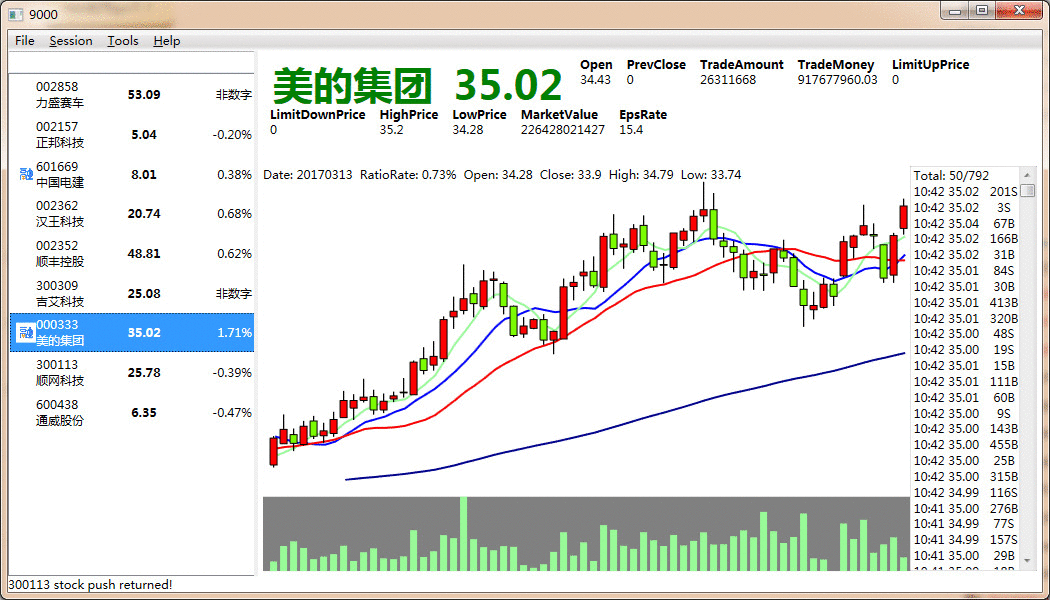 9000
File Session Tools Help
002858
力盛赛车
53.09
非数字
002157
正邦科技
5.04
-0.20%
融
601669
中国电建
8.01
0.38%
002362
汉王科技
20.74
0.68%
002352
顺丰控股
48.81
0.62%
300309
吉艾科技
25.08
非数字
融
000333
美的集团
35.02
1.71%
300113
顺网科技
25.78
-0.39%
600438
通威股份
6.35
-0.47%
美的集团 35.02
Open PrevClose TradeAmount TradeMoney LimitUpPrice
34.43 0 26311668 917677960.03 0
LimitDownPrice HighPrice LowPrice MarketValue EpsRate
0 35.2 34.28 226428021427 15.4
Date: 20170313 RatioRate: 0.73% Open: 34.28 Close: 33.9 High: 34.79 Low: 33.74
Total: 50/792
10:42 35.02 201S
10:42 35.02 3S
10:42 35.04 67B
10:42 35.02 166B
10:42 35.02 31B
10:42 35.01 84S
10:42 35.01 30B
10:42 35.01 413B
10:42 35.01 320B
10:42 35.00 48S
10:42 35.00 19S
10:42 35.01 15B
10:42 35.01 111B
10:42 35.01 60B
10:42 35.00 9S
10:42 35.00 143B
10:42 35.00 455B
10:42 35.00 25B
10:42 35.00 315B
10:42 34.99 116S
10:41 35.00 276B
10:41 34.99 77S
10:41 34.99 157S
10:41 35.00 29B
300113 stock push returned!